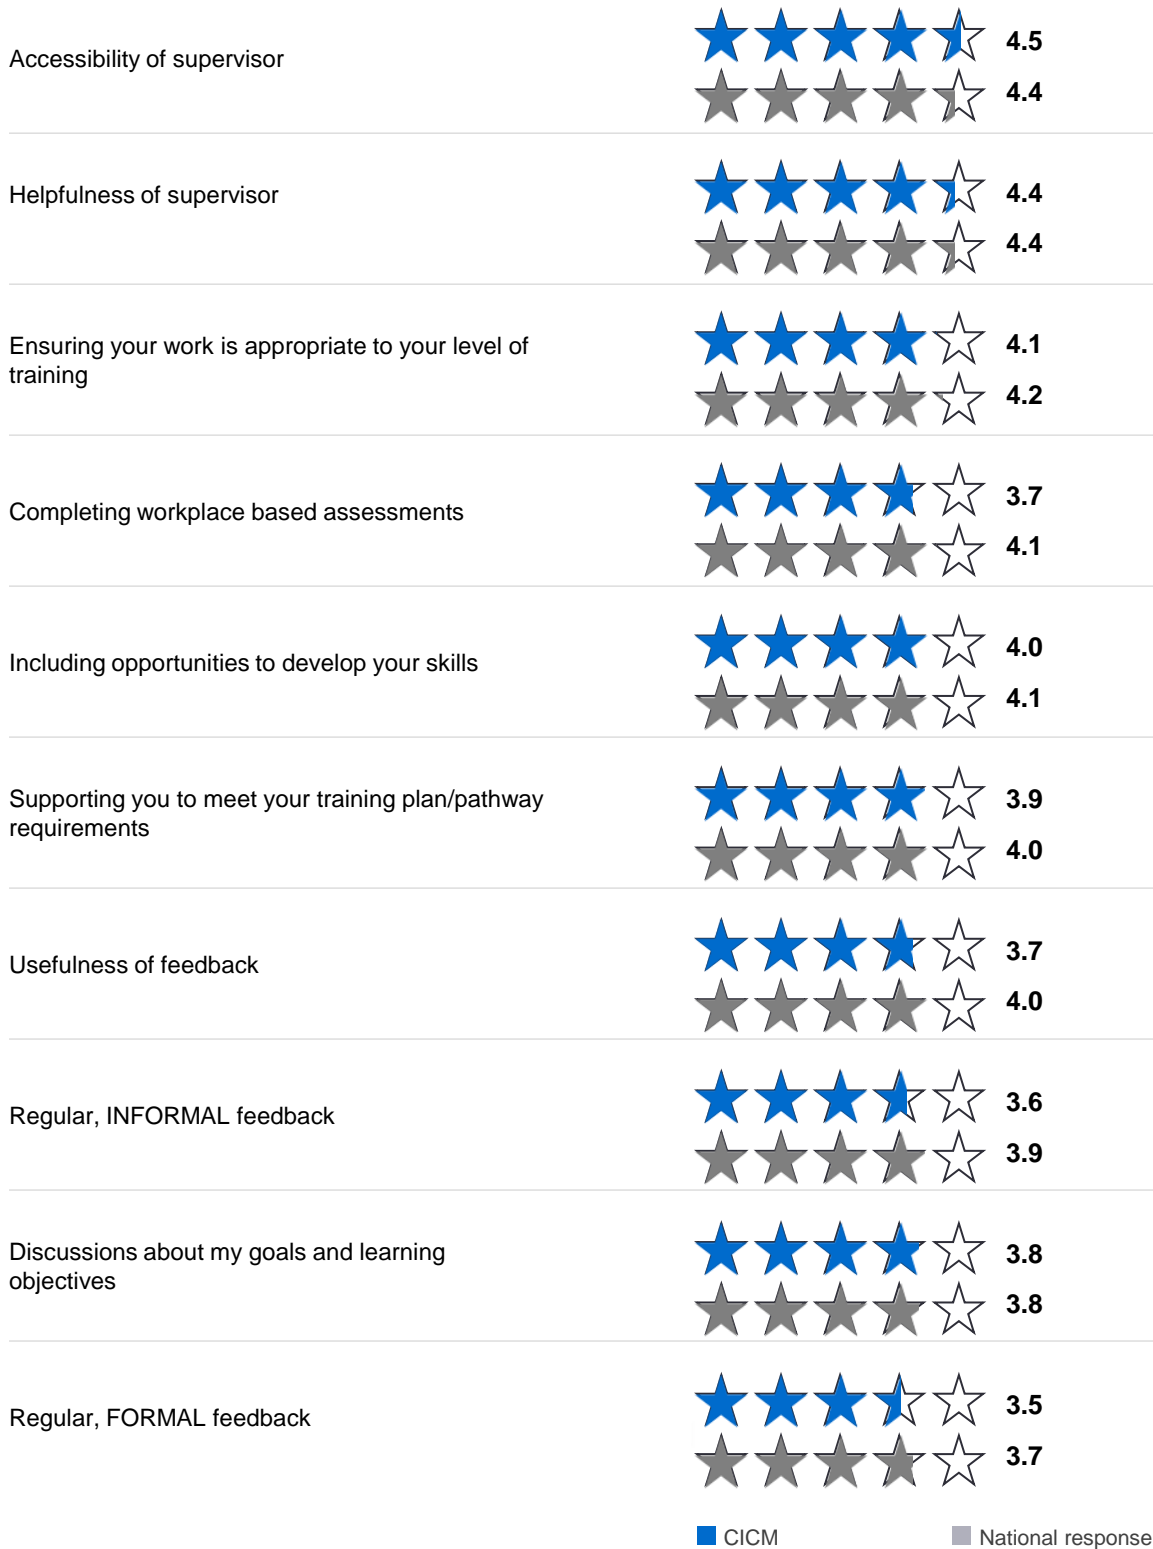 Accessibility of supervisor
4.5
4.4
Helpfulness of supervisor
4.4
4.4
Ensuring your work is appropriate to your level of
training
4.1
4.2
Completing workplace based assessments
3.7
4.1
Including opportunities to develop your skills
4.0
4.1
Supporting you to meet your training plan/pathway
requirements
3.9
4.0
Usefulness of feedback
3.7
4.0
Regular, INFORMAL feedback
3.6
3.9
Discussions about my goals and learning
objectives
3.8
3.8
Regular, FORMAL feedback
3.5
3.7
CICM
National response